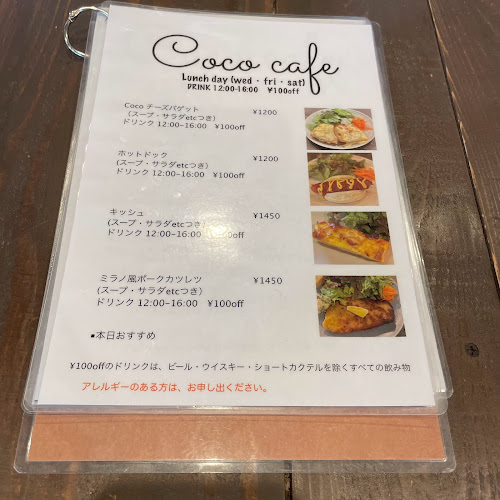 Coco cafe
Lunch day (wed・fri・sat)
DRINK 12:00-16:00 ¥100off
Coco チーズバゲット ¥1200
(スープ・サラダetcつき)
ドリンク 12:00-16:00 ¥100off
ホットドック ¥1200
(スープ・サラダetcつき)
ドリンク 12:00-16:00 ¥100off
キッシュ ¥1450
(スープ・サラダetcつき)
ドリンク 12:00-16:00 ¥100off
ミラノ風ポークカツレツ ¥1450
(スープ・サラダetcつき)
ドリンク 12:00-16:00 ¥100off
▪本日おすすめ
¥100offのドリンクは、ビール・ウイスキー・ショートカクテルを除くすべての飲み物
アレルギーのある方は、お申し出ください。